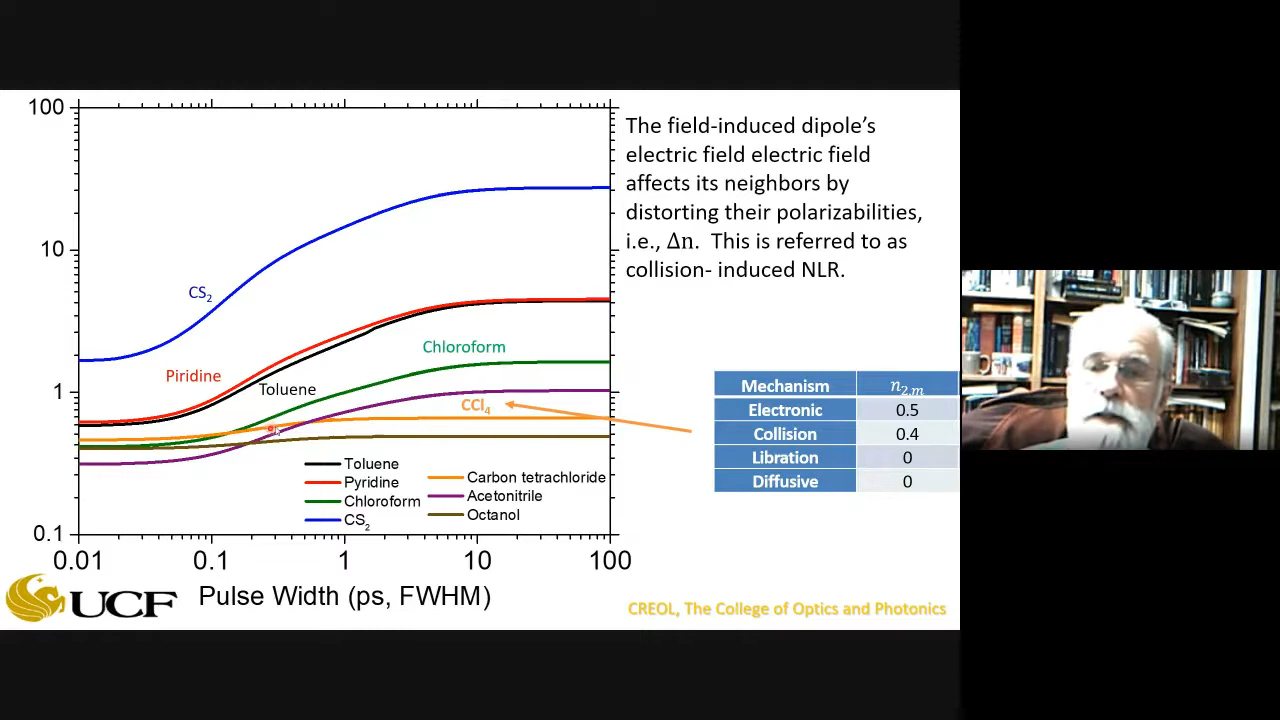 100
10
1
0.1
0.01
0.1
1
10
100
Pulse Width (ps, FWHM)
CS2
Piridine
Toluene
Chloroform
CCl4
Toluene
Pyridine
Chloroform
CS2
Carbon tetrachloride
Acetonitrile
Octanol
The field-induced dipole’s
electric field electric field
affects its neighbors by
distorting their polarizabilities,
i.e., Δn. This is referred to as
collision- induced NLR.
Mechanism n2,m
Electronic 0.5
Collision 0.4
Libration 0
Diffusive 0
UCF
CREOL, The College of Optics and Photonics